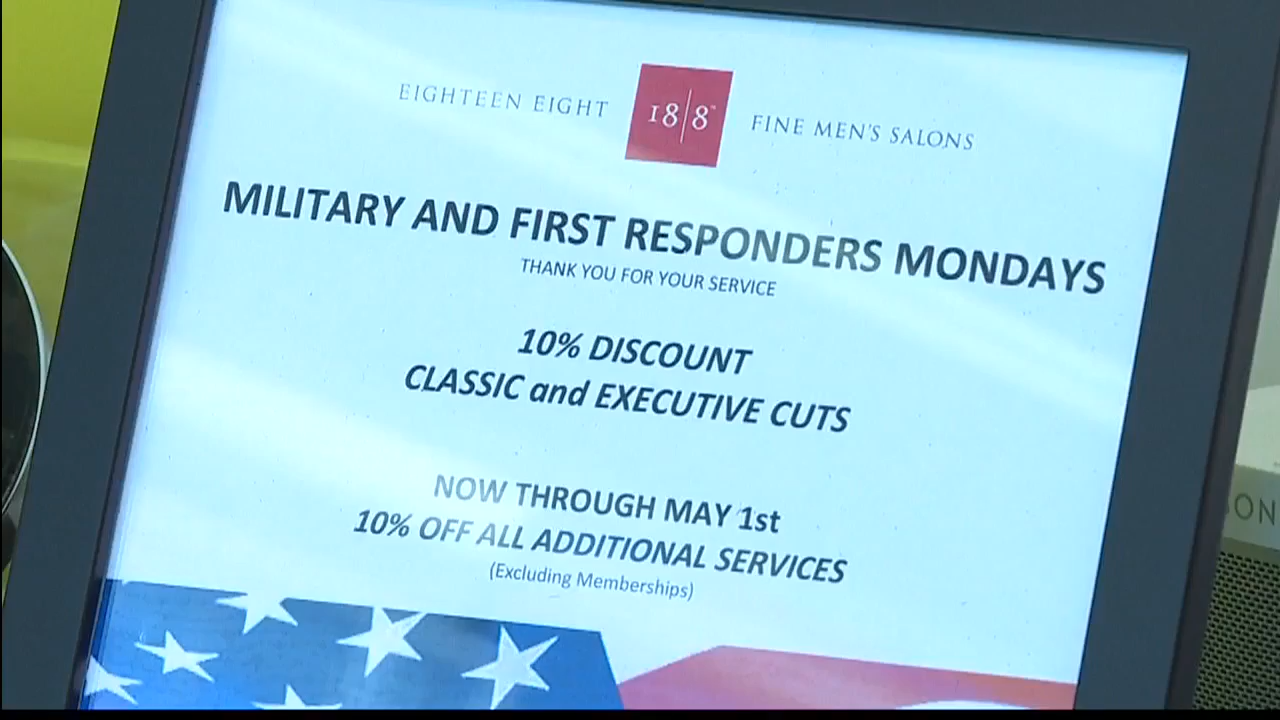 EIGHTEEN EIGHT 18|8™ FINE MEN'S SALONS
MILITARY AND FIRST RESPONDERS MONDAYS
THANK YOU FOR YOUR SERVICE
10% DISCOUNT
CLASSIC and EXECUTIVE CUTS
NOW THROUGH MAY 1st
10% OFF ALL ADDITIONAL SERVICES
(Excluding Memberships)